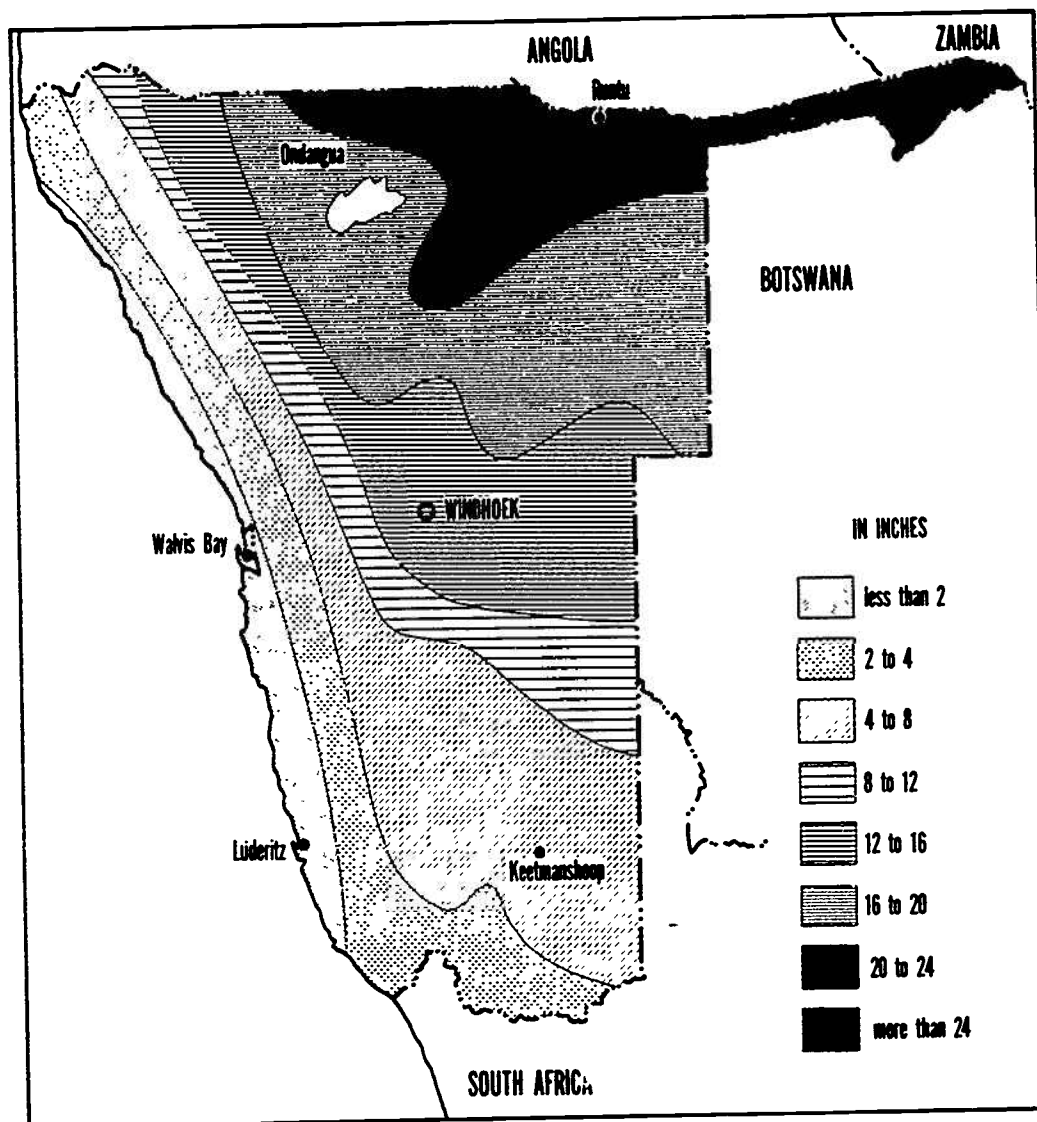 ANGOLA
ZAMBIA
Ondangua
BOTSWANA
WINDHOEK
Walvis Bay
Lüderitz
Keetmanshoop
SOUTH AFRICA
IN INCHES
less than 2
2 to 4
4 to 8
8 to 12
12 to 16
16 to 20
20 to 24
more than 24